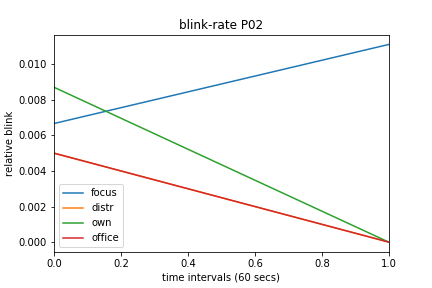 blink-rate P02
relative blink
0.010
0.008
0.006
0.004
0.002
0.000
focus
distr
own
office
0.0 0.2 0.4 0.6 0.8 1.0
time intervals (60 secs)